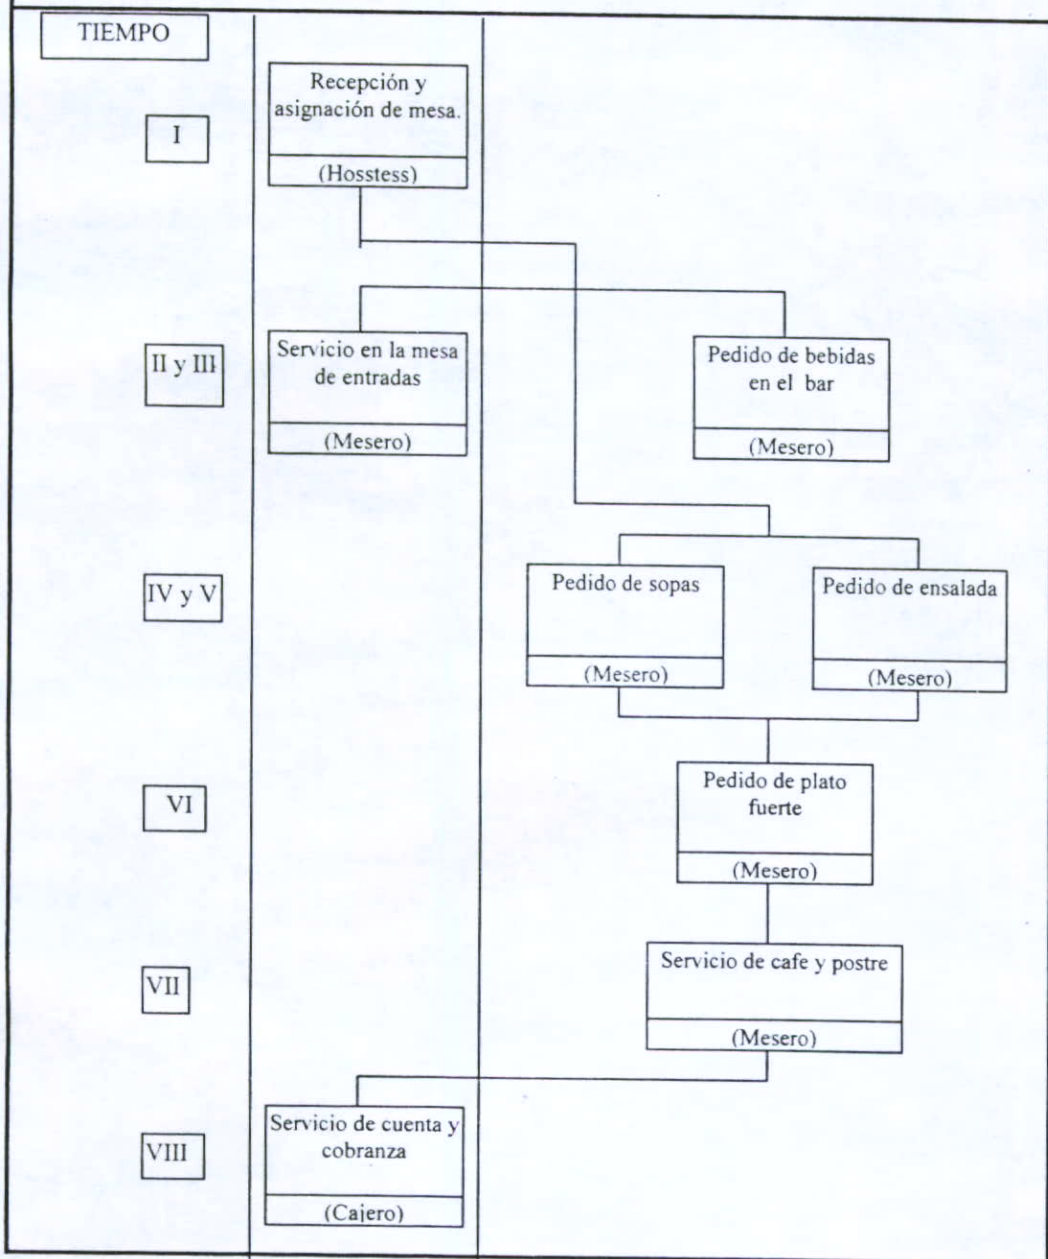 TIEMPO
Recepción y
asignación de mesa.
I
(Hosstess)
II y III
Servicio en la mesa
de entradas
(Mesero)
Pedido de bebidas
en el bar
(Mesero)
IV y V
Pedido de sopas
(Mesero)
Pedido de ensalada
(Mesero)
VI
Pedido de plato
fuerte
(Mesero)
VII
Servicio de cafe y postre
(Mesero)
VIII
Servicio de cuenta y
cobranza
(Cajero)